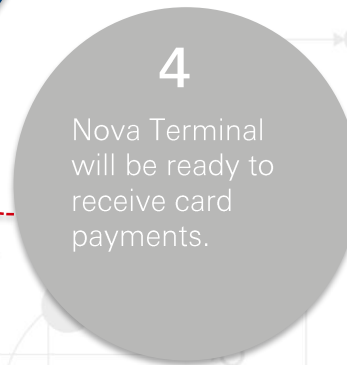 4
Nova Terminal
will be ready to
receive card
payments.